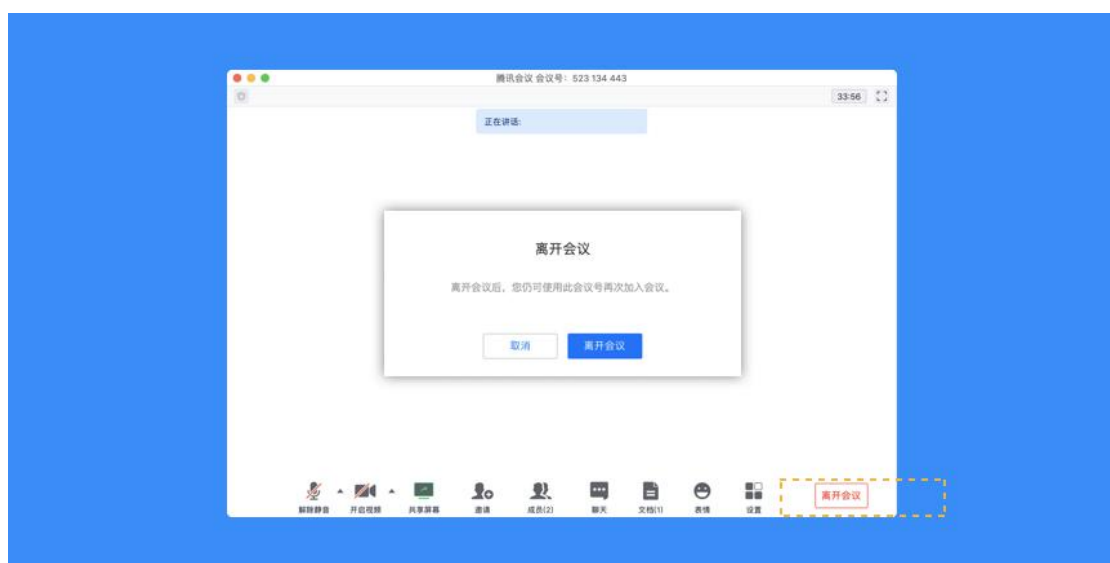 腾讯会议 会议号：523 134 443
33:56
正在讲话:
离开会议
离开会议后，您仍可使用此会议号再次加入会议。
取消 离开会议
解除静音 开启视频 共享屏幕 邀请 成员(2) 聊天 文档(1) 表情 设置 离开会议